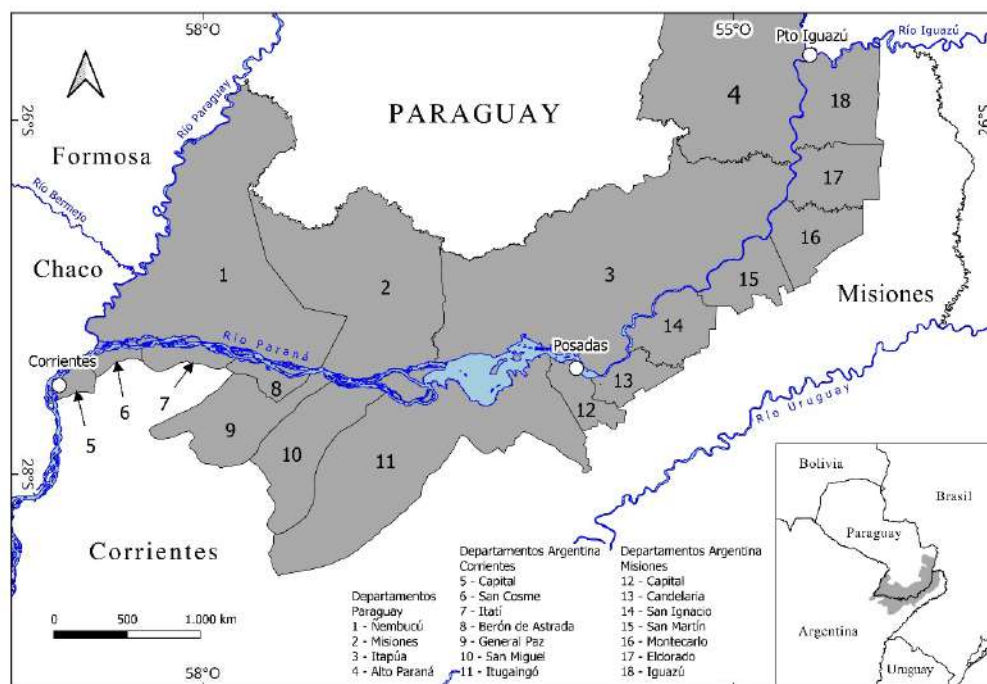 58°O
55°O
Pto Iguazú
Río Iguazú
Río Paraguay
PARAGUAY
4
18
26°S
26°S
Formosa
17
Río Bermejo
16
Chaco
1
2
3
15
Misiones
14
Río Paraná
Posadas
Corrientes
13
8
6
7
12
5
9
10
11
Río Uruguay
28°S
Corrientes
Bolivia
Brasil
Paraguay
Argentina
Uruguay
Departamentos
Paraguay
1 - Ñembucú
2 - Misiones
3 - Itapúa
4 - Alto Paraná
Departamentos Argentina
Corrientes
5 - Capital
6 - San Cosme
7 - Itatí
8 - Berón de Astrada
9 - General Paz
10 - San Miguel
11 - Itugaingó
Departamentos Argentina
Misiones
12 - Capital
13 - Candelaria
14 - San Ignacio
15 - San Martín
16 - Montecarlo
17 - Eldorado
18 - Iguazú
0 500 1.000 km
58°O